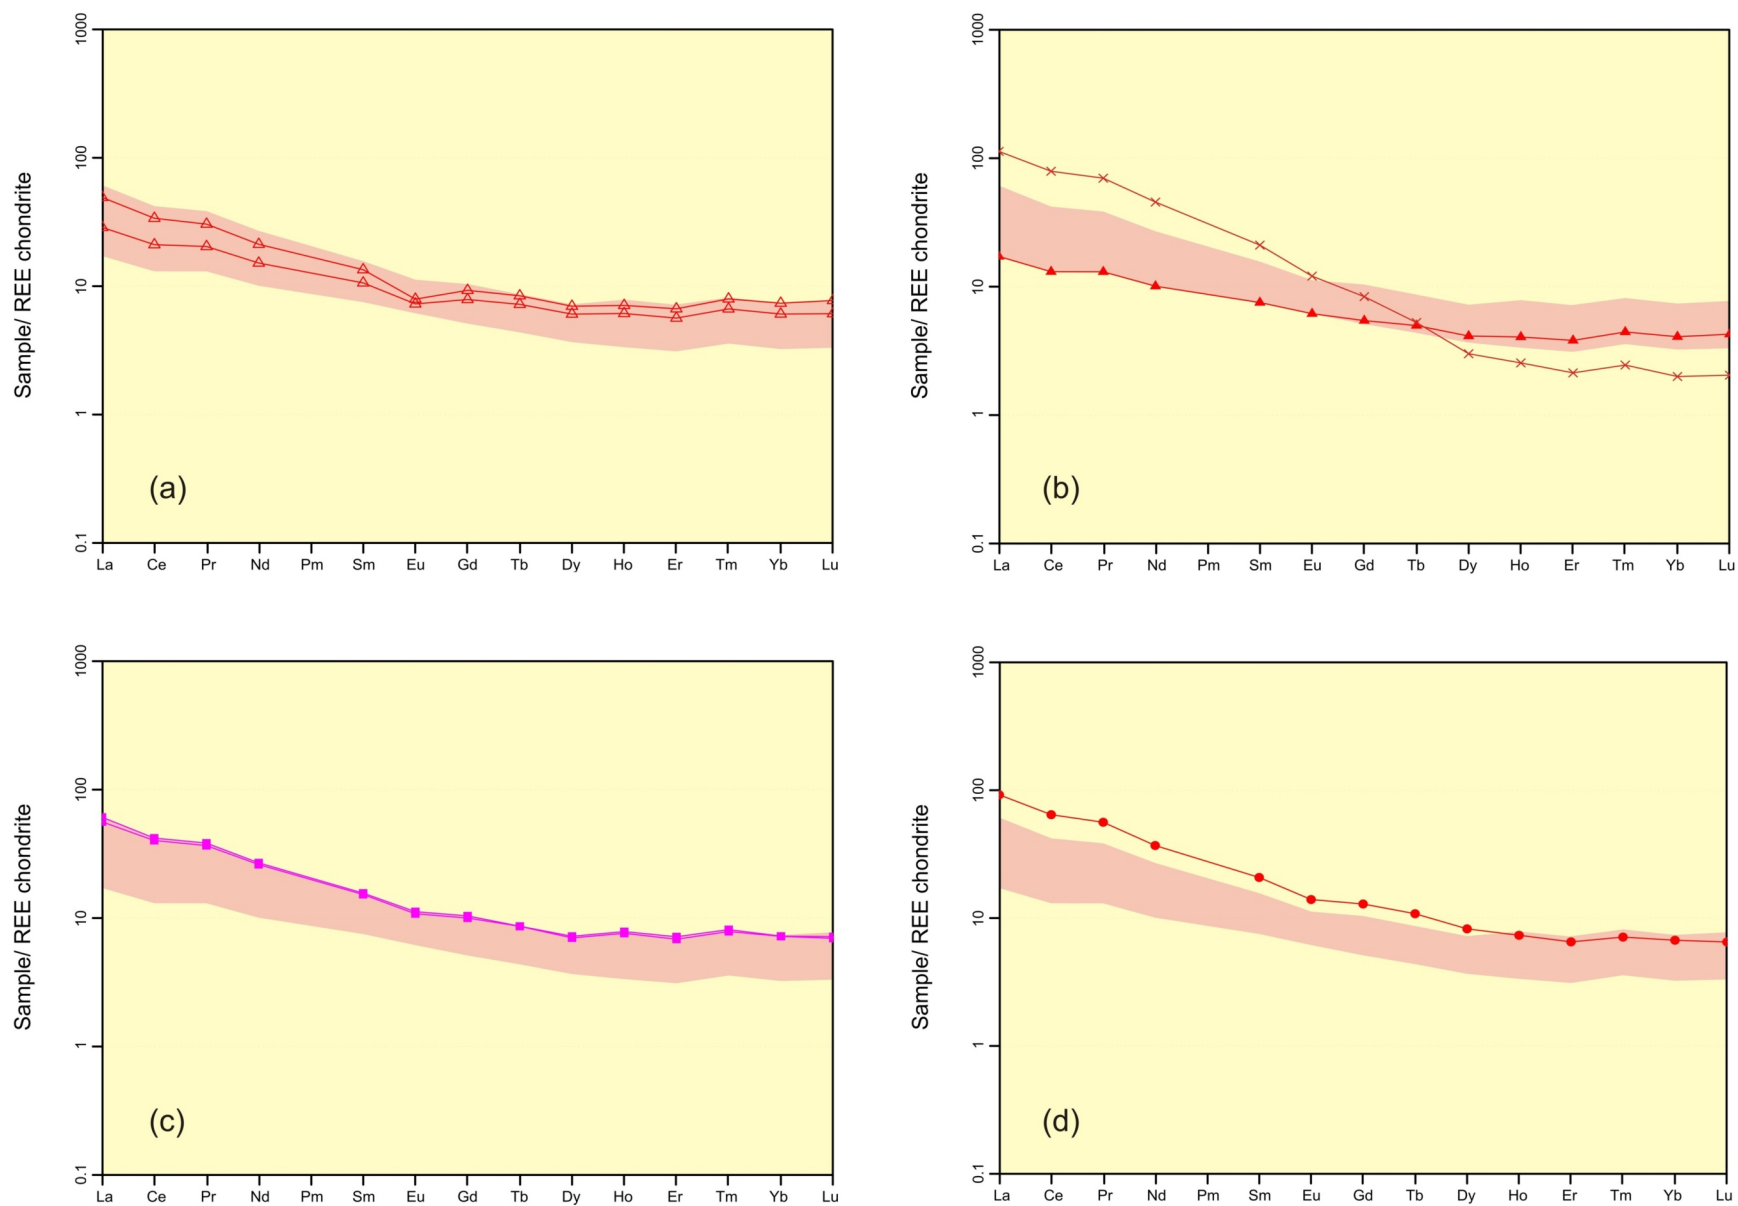 1000
100
10
1
0.1
Sample/ REE chondrite
(a)
La Ce Pr Nd Pm Sm Eu Gd Tb Dy Ho Er Tm Yb Lu
1000
100
10
1
0.1
Sample/ REE chondrite
(b)
La Ce Pr Nd Pm Sm Eu Gd Tb Dy Ho Er Tm Yb Lu
1000
100
10
1
0.1
Sample/ REE chondrite
(c)
La Ce Pr Nd Pm Sm Eu Gd Tb Dy Ho Er Tm Yb Lu
1000
100
10
1
0.1
Sample/ REE chondrite
(d)
La Ce Pr Nd Pm Sm Eu Gd Tb Dy Ho Er Tm Yb Lu